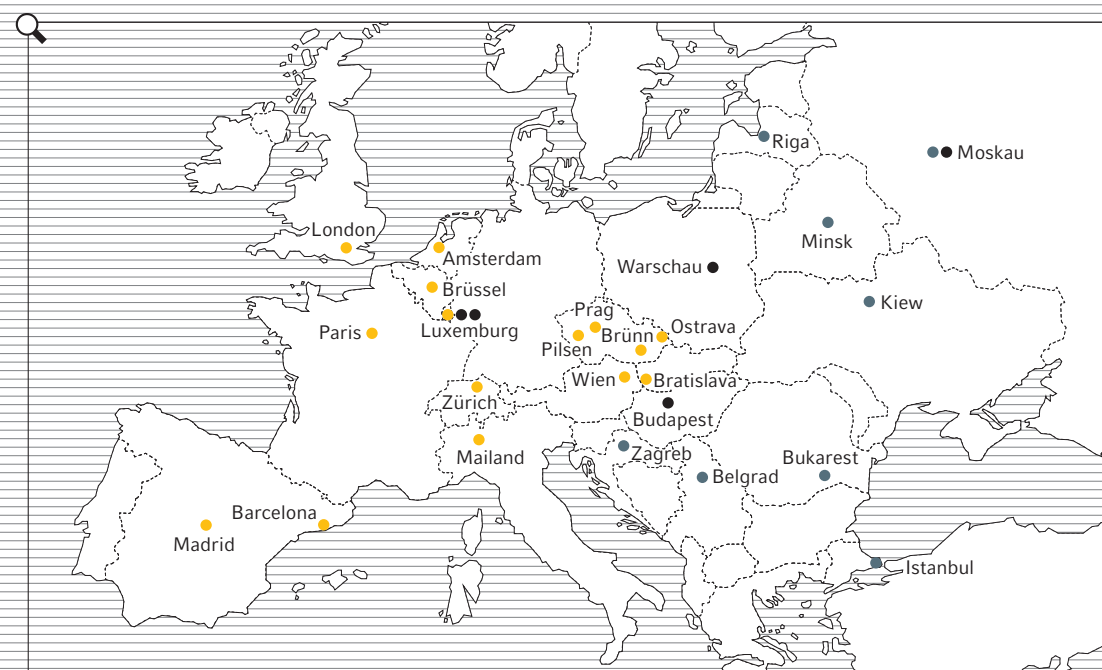 Riga
Moskau
London
Minsk
Amsterdam
Warschau
Brüssel
Kiew
Prag
Paris
Luxemburg
Brünn
Ostrava
Pilsen
Wien
Bratislava
Zürich
Budapest
Mailand
Zagreb
Bukarest
Belgrad
Barcelona
Madrid
Istanbul